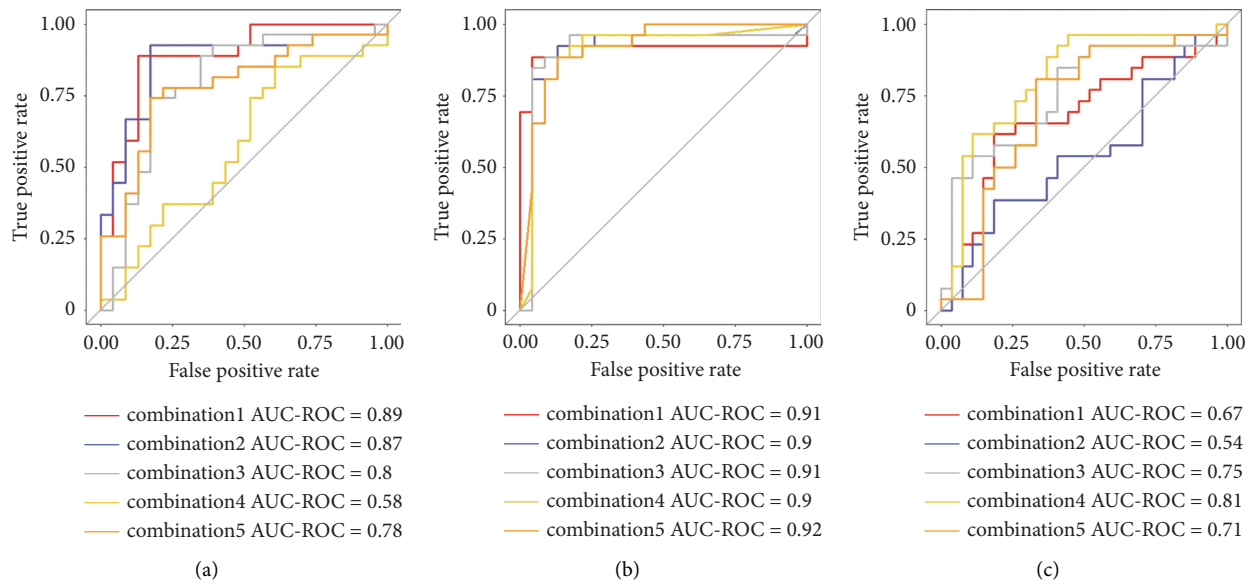 True positive rate
1.00
0.75
0.50
0.25
0
0.00 0.25 0.50 0.75 1.00
False positive rate
combination1 AUC-ROC = 0.89
combination2 AUC-ROC = 0.87
combination3 AUC-ROC = 0.8
combination4 AUC-ROC = 0.58
combination5 AUC-ROC = 0.78
(a)
True positive rate
1.00
0.75
0.50
0.25
0
0.00 0.25 0.50 0.75 1.00
False positive rate
combination1 AUC-ROC = 0.91
combination2 AUC-ROC = 0.9
combination3 AUC-ROC = 0.91
combination4 AUC-ROC = 0.9
combination5 AUC-ROC = 0.92
(b)
True positive rate
1.00
0.75
0.50
0.25
0
0.00 0.25 0.50 0.75 1.00
False positive rate
combination1 AUC-ROC = 0.67
combination2 AUC-ROC = 0.54
combination3 AUC-ROC = 0.75
combination4 AUC-ROC = 0.81
combination5 AUC-ROC = 0.71
(c)